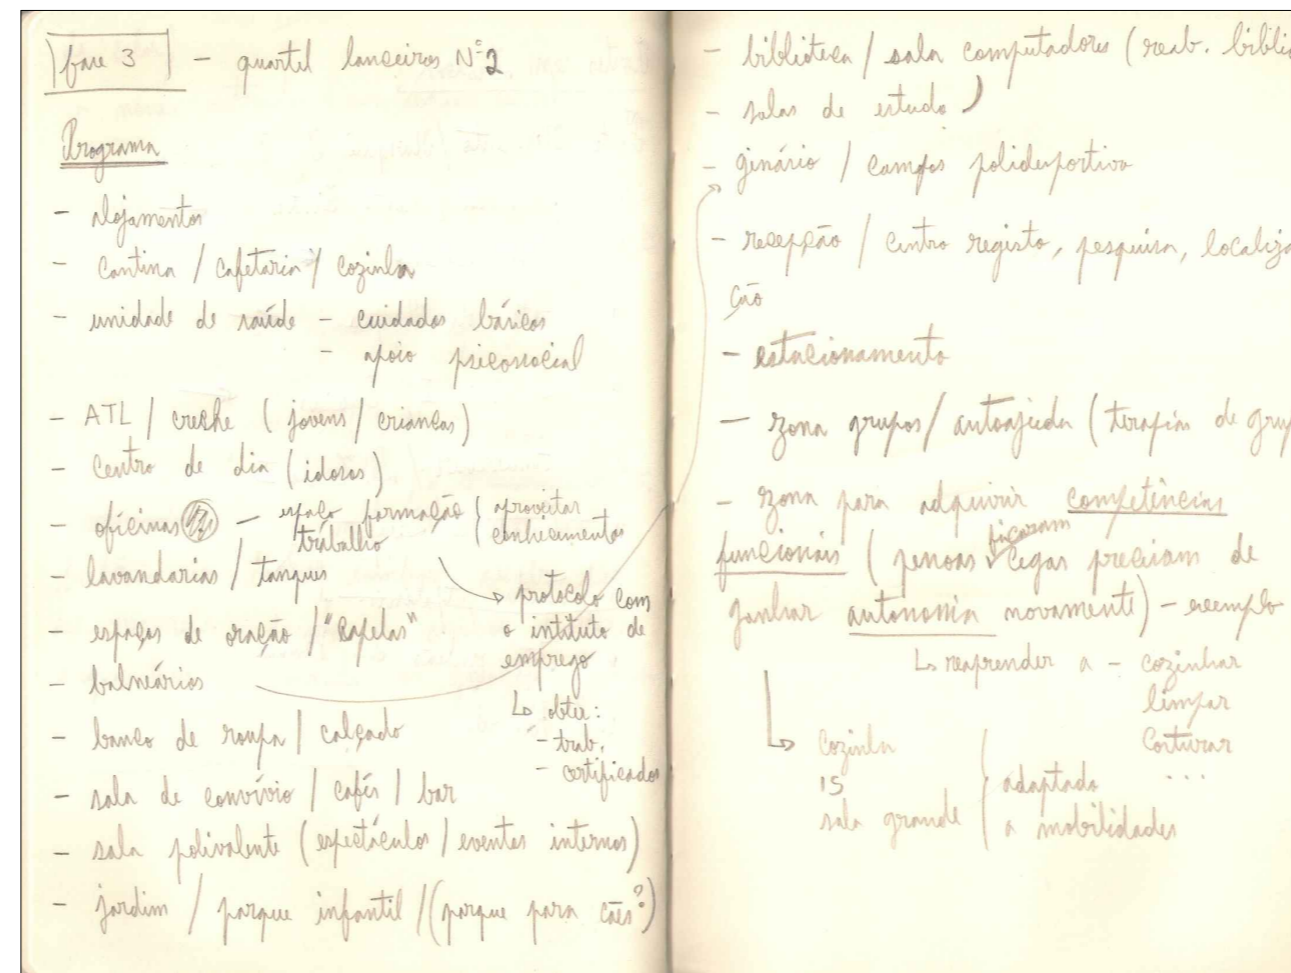 fase 3 - quartel lanceiros Nº2
Programa
- alojamentos
- cantina / cafetaria / cozinha
- unidade de saúde - cuidados básicos
- apoio psicosocial
- ATL / creche (jovens / crianças)
- centro de dia (idosos)
- oficinas - espaço formação { aproveitar
trabalho conhecimentos
- lavandarias / tanques
→ protocolo com
- espaços de oração / "Capelas" o intituto de
emprego
- balneários
↳ obter:
- banco de roupa / calçado
- trab.
- certificados
- sala de convívio / cafés / bar
- sala polivalente (espectáculos / eventos internos)
- jardim / parque infantil / (parque para cães?)
- biblioteca / sala computadores (reab. bibli
- salas de estudo )
- ginásio / campos polidesportivo
- recepção / centro registo, pesquisa, localiza
ção
- estacionamento
- zona grupos / autoajuda (terapia de grup
- zona para adquirir competências
ficaram
funcionais (pessoas cegas precisam de
ganhar autonomia novamente) - exemplo
↳ reaprender a - cozinhar
limpar
costurar
...
↳ cozinha
15
sala grande
adaptado
a mobilidades